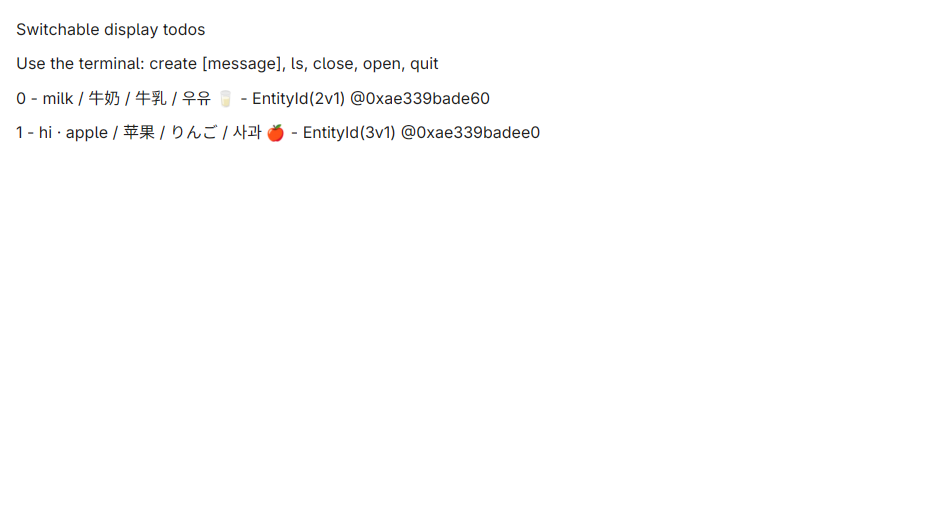 Switchable display todos
Use the terminal: create [message], ls, close, open, quit
0 - milk / 牛奶 / 牛乳 / 우유 🥛 - EntityId(2v1) @0xae339bade60
1 - hi · apple / 苹果 / りんご / 사과 🍎 - EntityId(3v1) @0xae339badee0